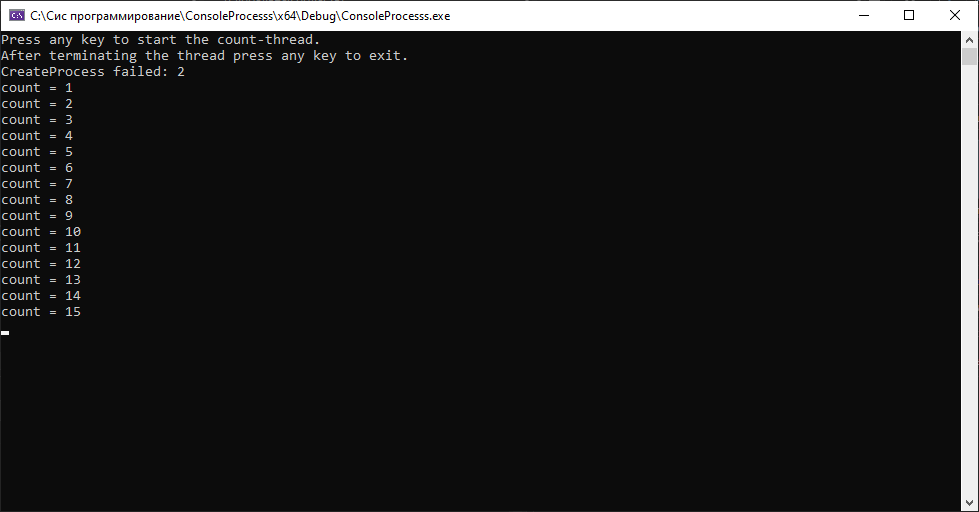 C:\Сис программирование\ConsoleProcesss\x64\Debug\ConsoleProcesss.exe
Press any key to start the count-thread.
After terminating the thread press any key to exit.
CreateProcess failed: 2
count = 1
count = 2
count = 3
count = 4
count = 5
count = 6
count = 7
count = 8
count = 9
count = 10
count = 11
count = 12
count = 13
count = 14
count = 15